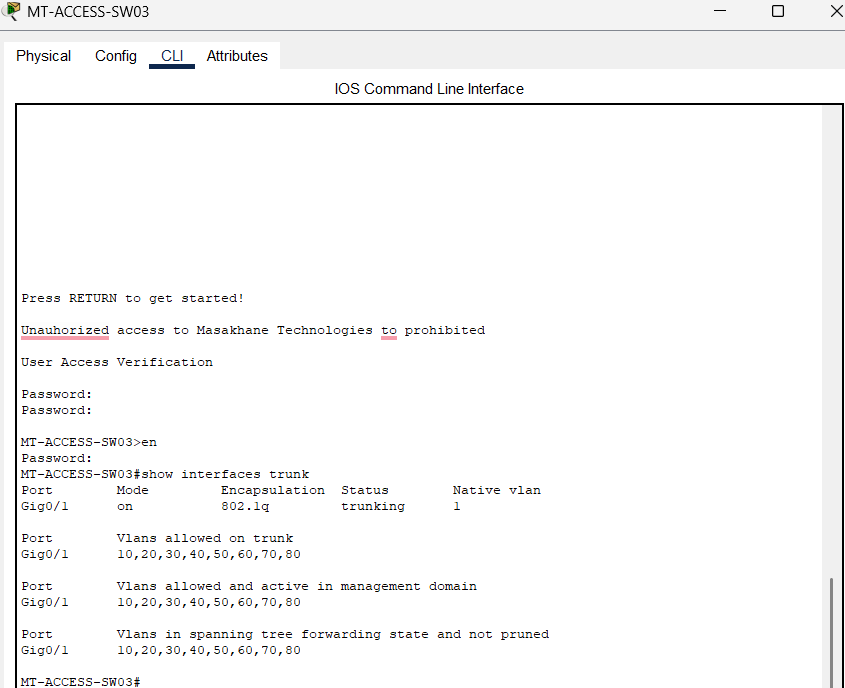 MT-ACCESS-SW03
Physical Config CLI Attributes
IOS Command Line Interface
Press RETURN to get started!
Unauhorized access to Masakhane Technologies to prohibited
User Access Verification
Password:
Password:
MT-ACCESS-SW03>en
Password:
MT-ACCESS-SW03#show interfaces trunk
Port        Mode         Encapsulation  Status        Native vlan
Gig0/1      on           802.1q         trunking      1
Port        Vlans allowed on trunk
Gig0/1      10,20,30,40,50,60,70,80
Port        Vlans allowed and active in management domain
Gig0/1      10,20,30,40,50,60,70,80
Port        Vlans in spanning tree forwarding state and not pruned
Gig0/1      10,20,30,40,50,60,70,80
MT-ACCESS-SW03#